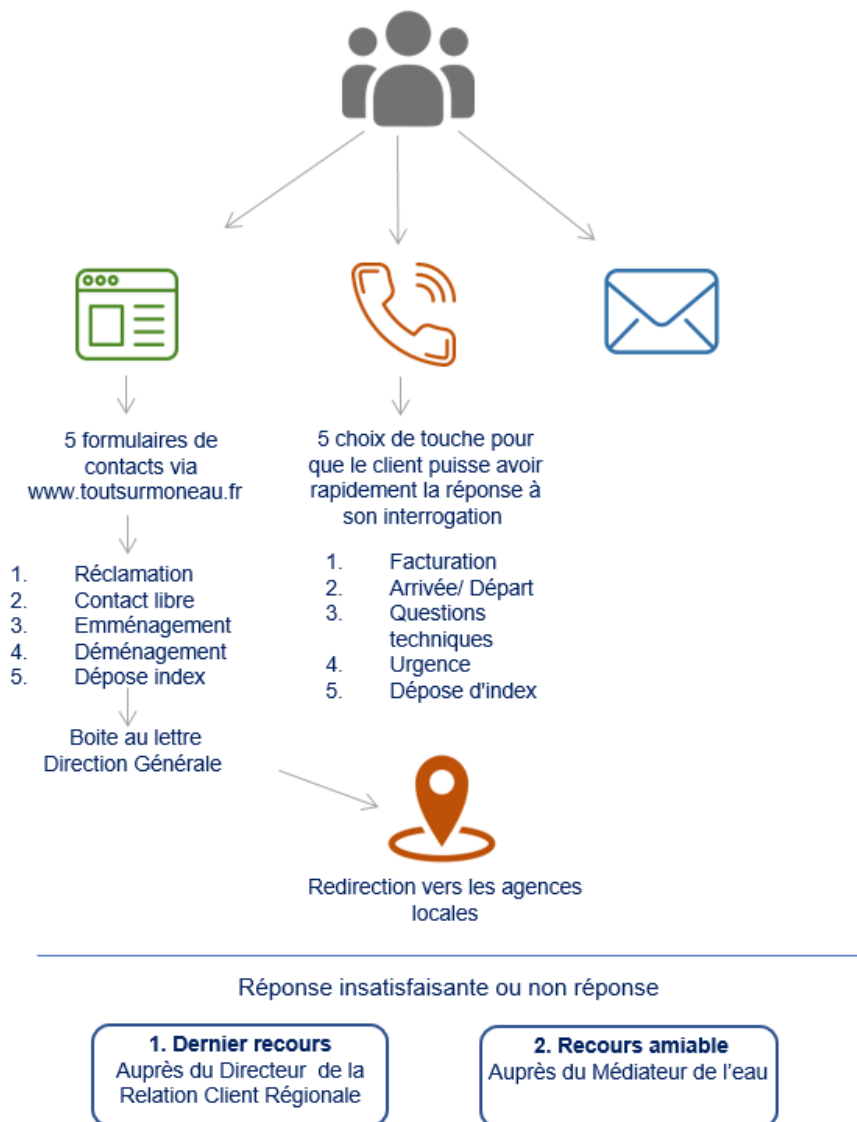 5 formulaires de
contacts via
www.toutsurmoneau.fr
1. Réclamation
2. Contact libre
3. Emménagement
4. Déménagement
5. Dépose index
Boite au lettre
Direction Générale
5 choix de touche pour
que le client puisse avoir
rapidement la réponse à
son interrogation
1. Facturation
2. Arrivée/ Départ
3. Questions
techniques
4. Urgence
5. Dépose d'index
Redirection vers les agences
locales
Réponse insatisfaisante ou non réponse
1. Dernier recours
Auprès du Directeur de la
Relation Client Régionale
2. Recours amiable
Auprès du Médiateur de l'eau